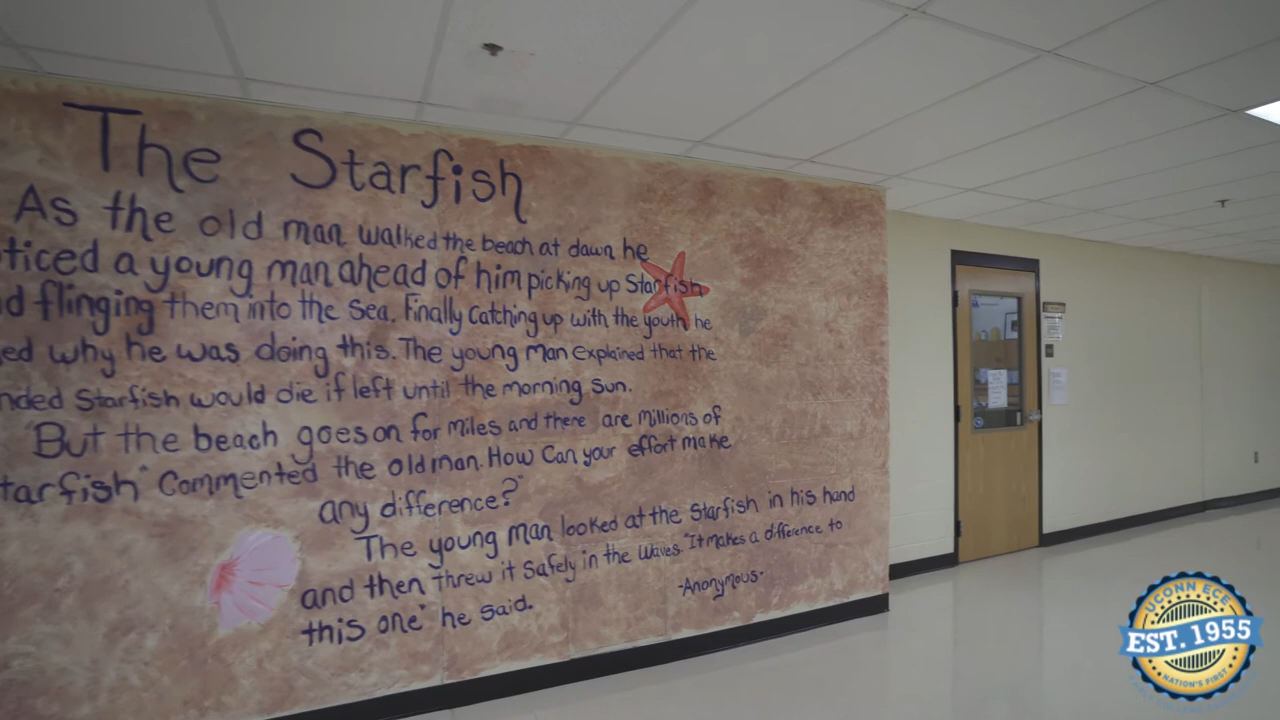 The Starfish
As the old man walked the beach at dawn he
ticed a young man ahead of him picking up Starfish
d flinging them into the Sea. Finally Catching up with the youth he
ed why he was doing this. The young man explained that the
nded Starfish would die if left until the morning Sun.
"But the beach goes on for miles and there are millions of
tarfish" Commented the old man. How Can your effort make
any difference?"
The young man looked at the Starfish in his hand
and then threw it Safely in the waves. "It makes a difference to
this one" he said.
-Anonymous-
UCONN ECE
EST. 1955
NATION'S FIRST